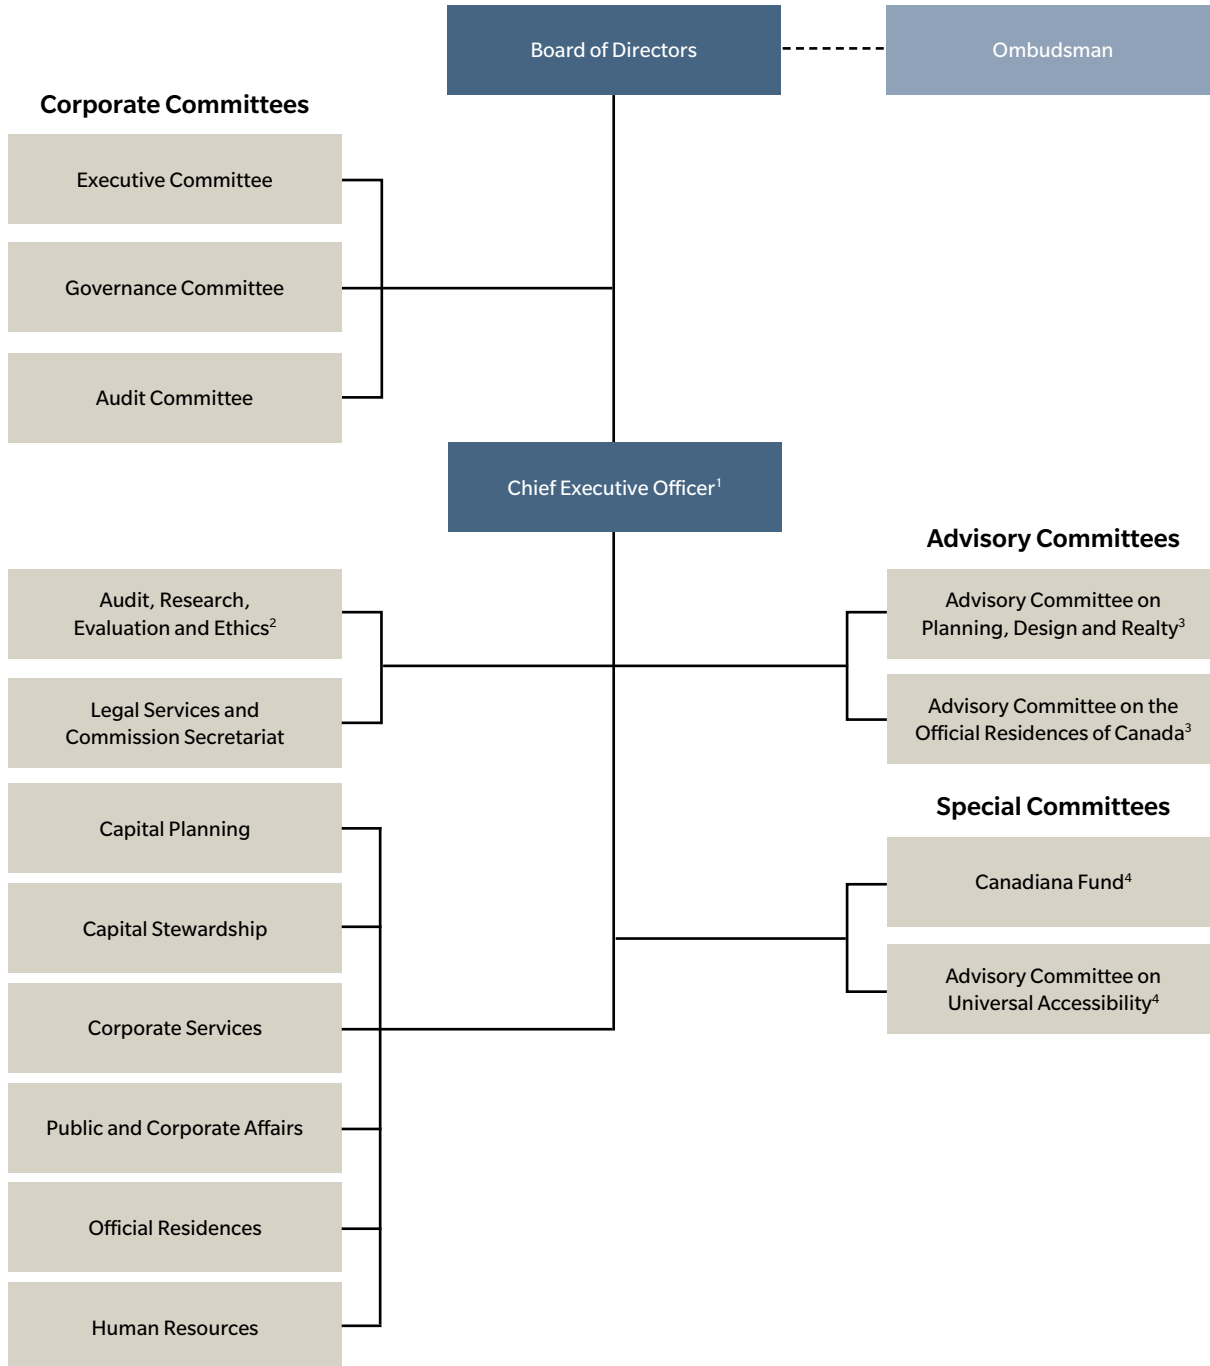 Board of Directors
Ombudsman
Corporate Committees
Executive Committee
Governance Committee
Audit Committee
Chief Executive Officer¹
Audit, Research,
Evaluation and Ethics²
Legal Services and
Commission Secretariat
Capital Planning
Capital Stewardship
Corporate Services
Public and Corporate Affairs
Official Residences
Human Resources
Advisory Committees
Advisory Committee on
Planning, Design and Realty³
Advisory Committee on the
Official Residences of Canada³
Special Committees
Canadiana Fund⁴
Advisory Committee on
Universal Accessibility⁴